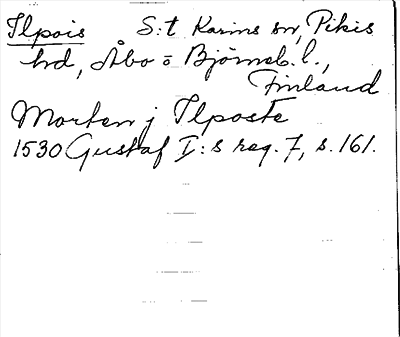 Ilpois S:t Karins sn, Pikis
hd, Åbo o Björneb. l.,
Finland
Morten j Ilposte
1530 Gustaf I:s reg. 7, s. 161.